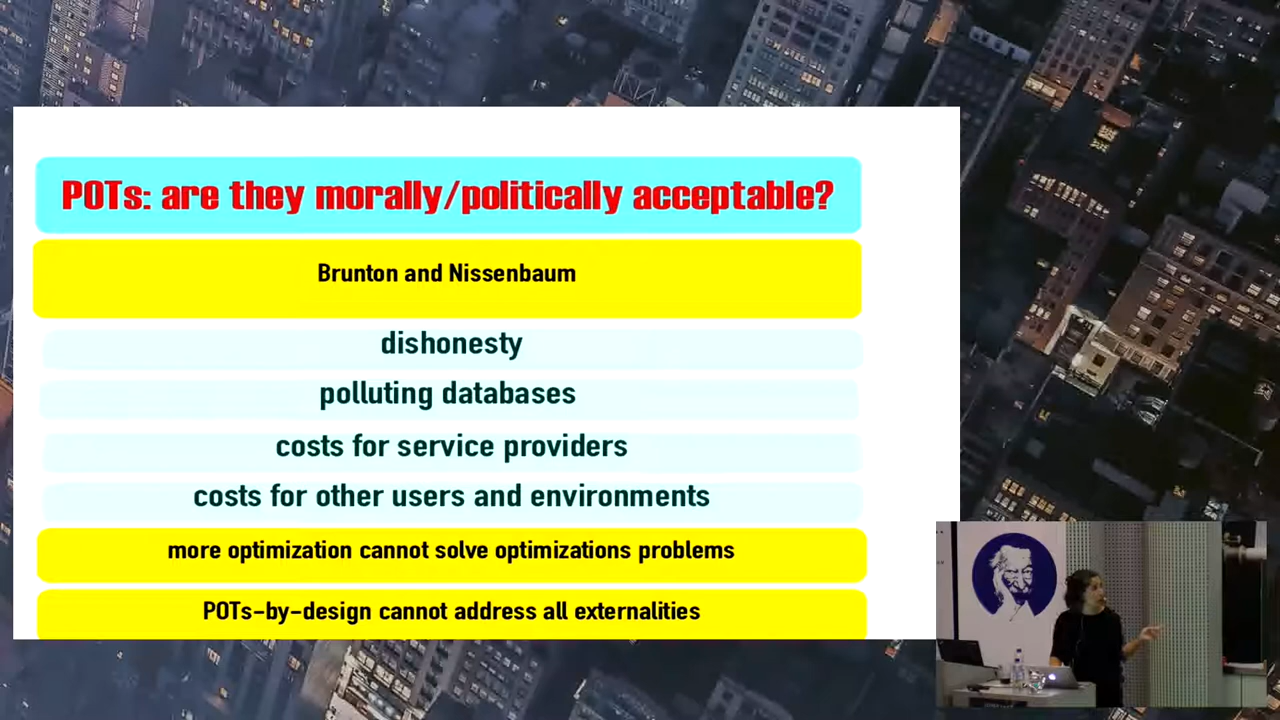 POTs: are they morally/politically acceptable?
Brunton and Nissenbaum
dishonesty
polluting databases
costs for service providers
costs for other users and environments
more optimization cannot solve optimizations problems
POTs-by-design cannot address all externalities